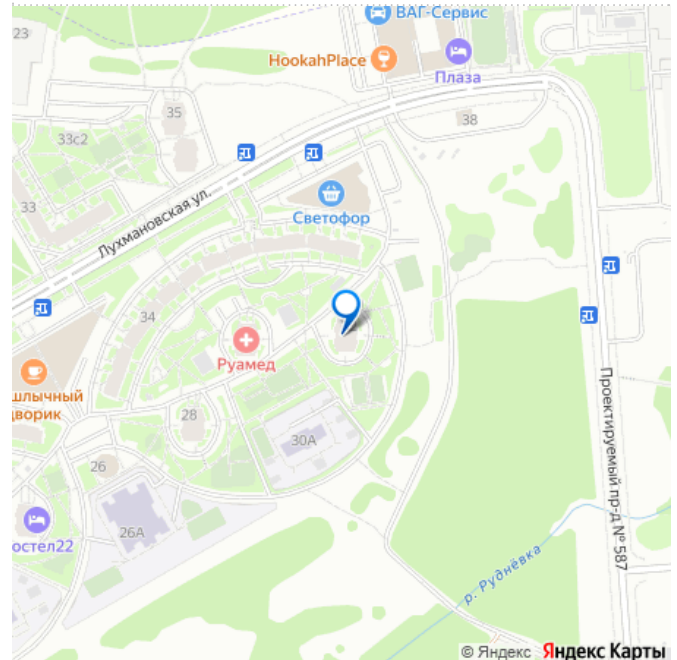 23
ВАГ-Сервис
HookahPlace
Плаза
35
38
33с2
Светофор
33
Лухмановская ул.
34
Руамед
шлычный
дворик
28
30А
26
26А
остел22
Проектируемый пр-д № 587
р. Руднёвка
© Яндекс Яндекс Карты